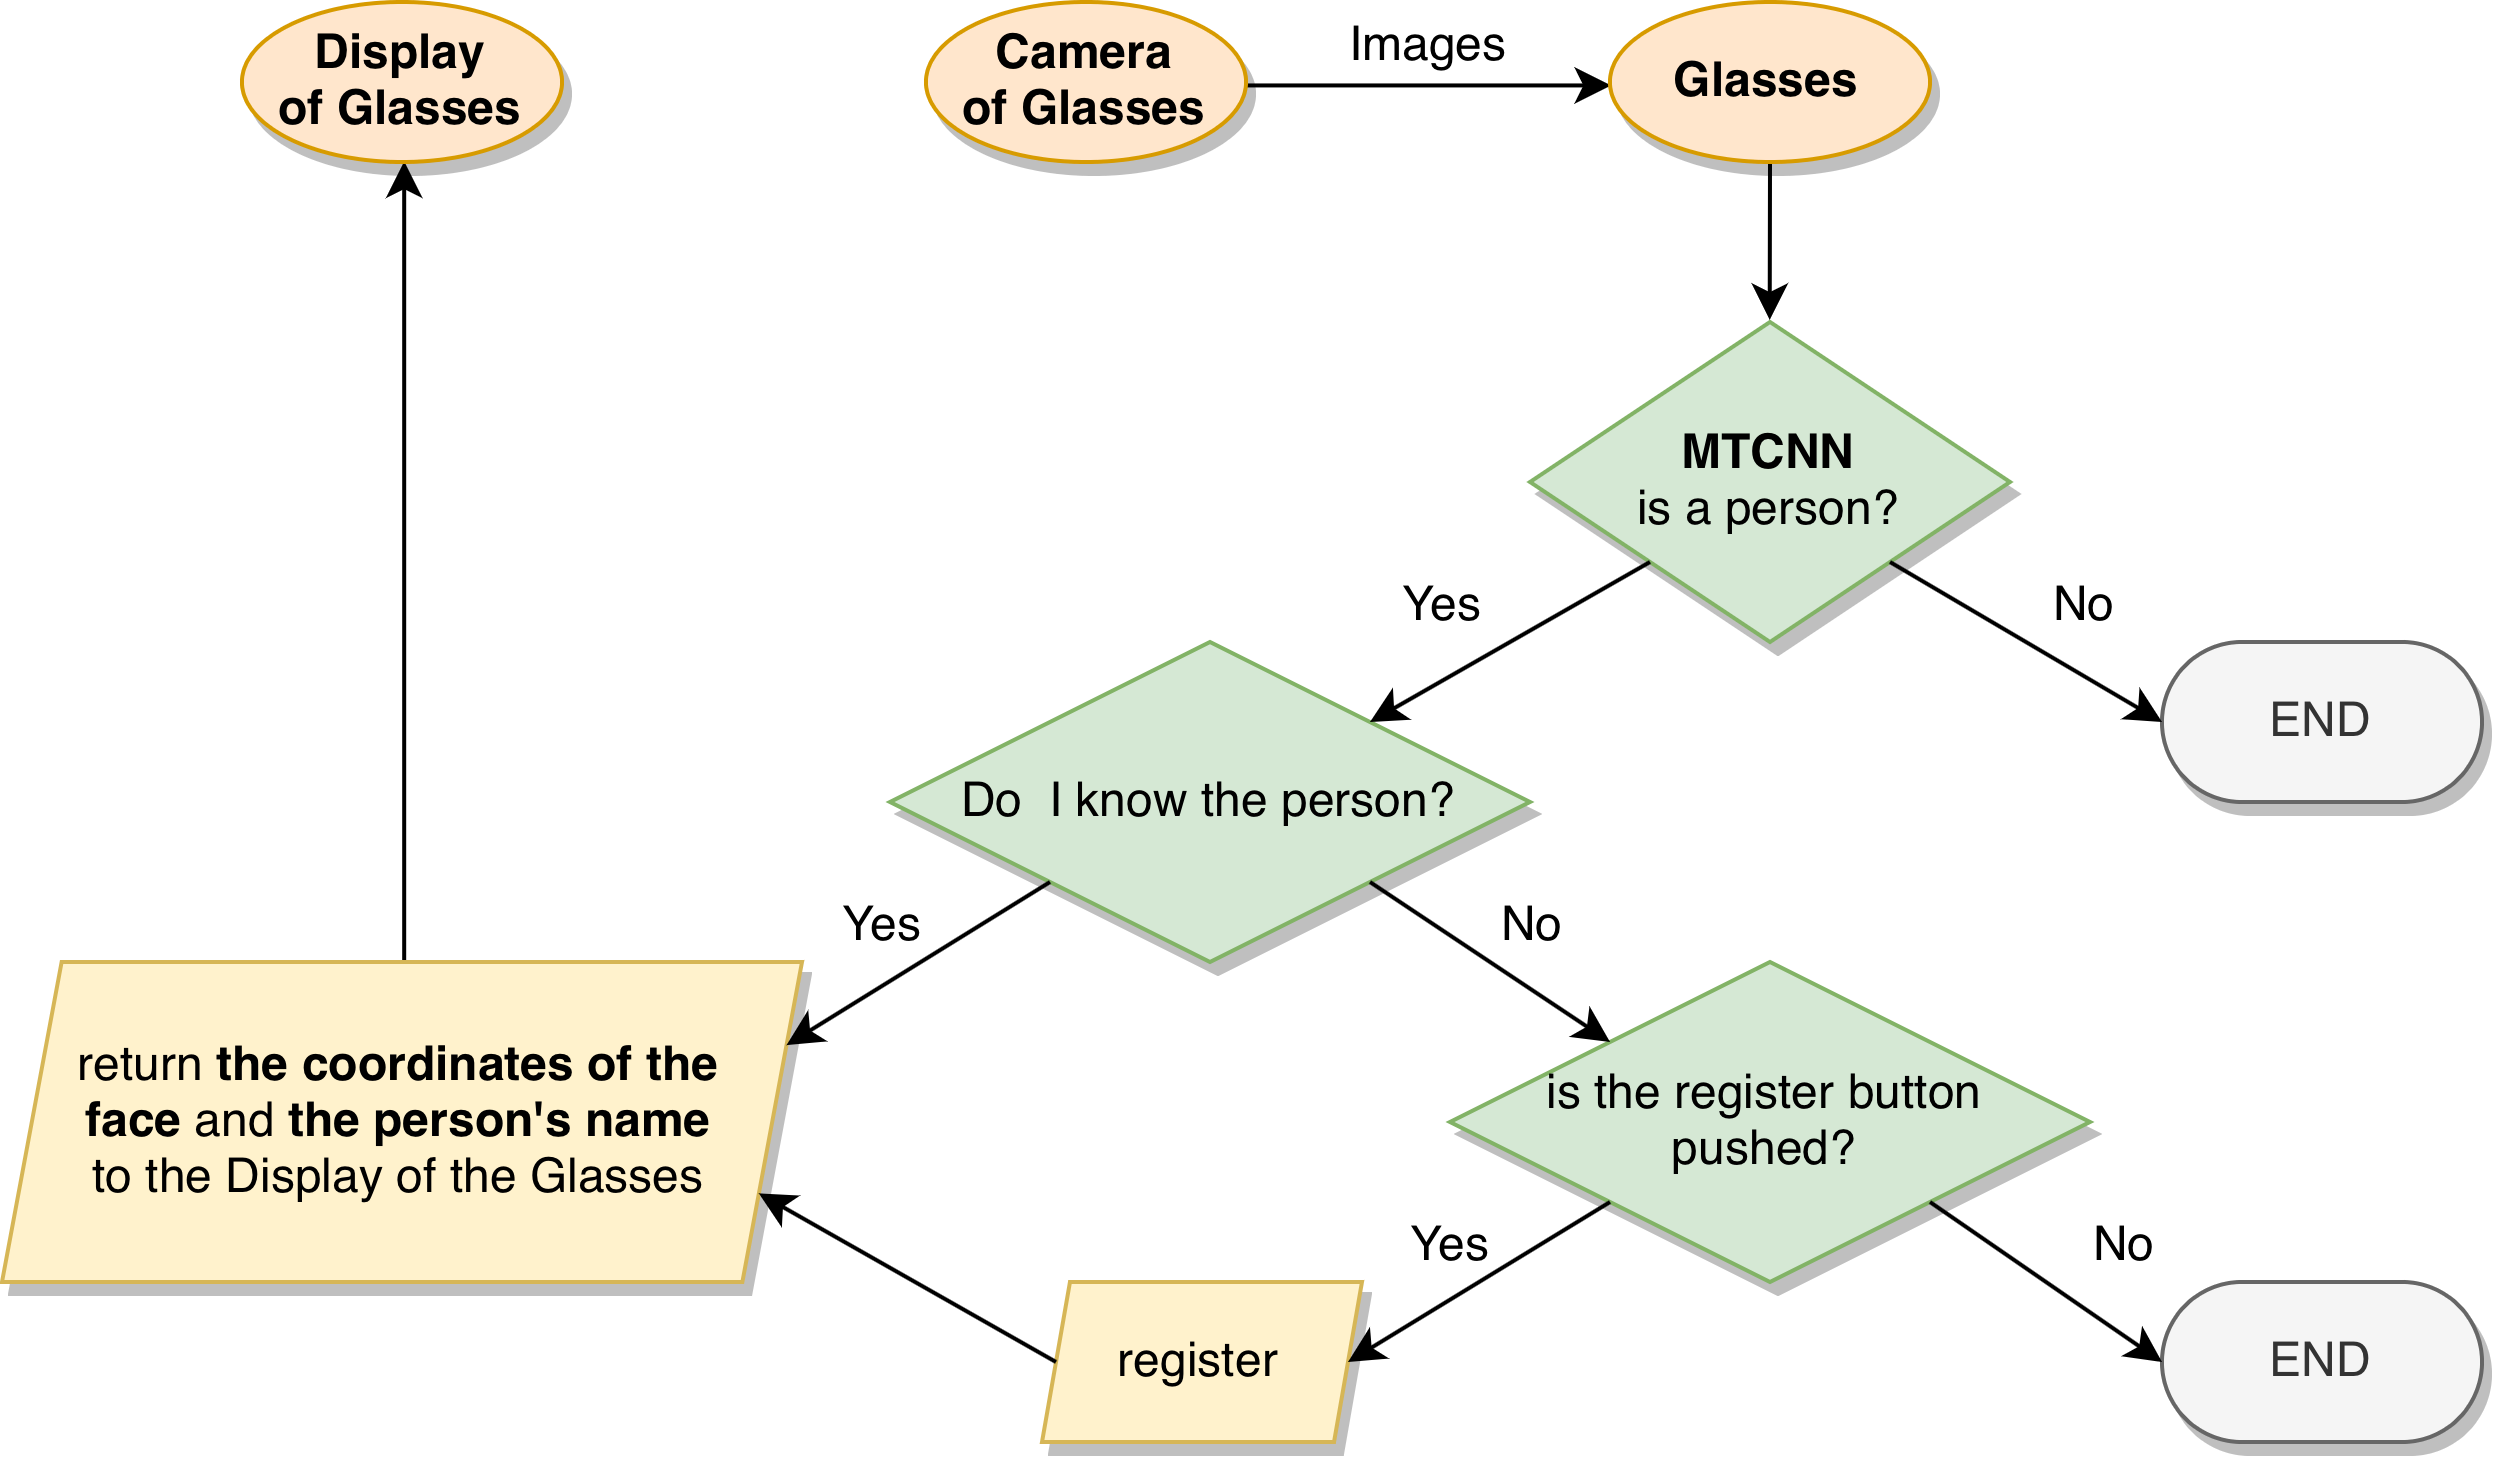 Display
of Glasses
Camera
of Glasses
Images
Glasses
MTCNN
is a person?
Yes
No
END
Do I know the person?
Yes
No
return the coordinates of the
face and the person's name
to the Display of the Glasses
is the register button
pushed?
Yes
No
register
END